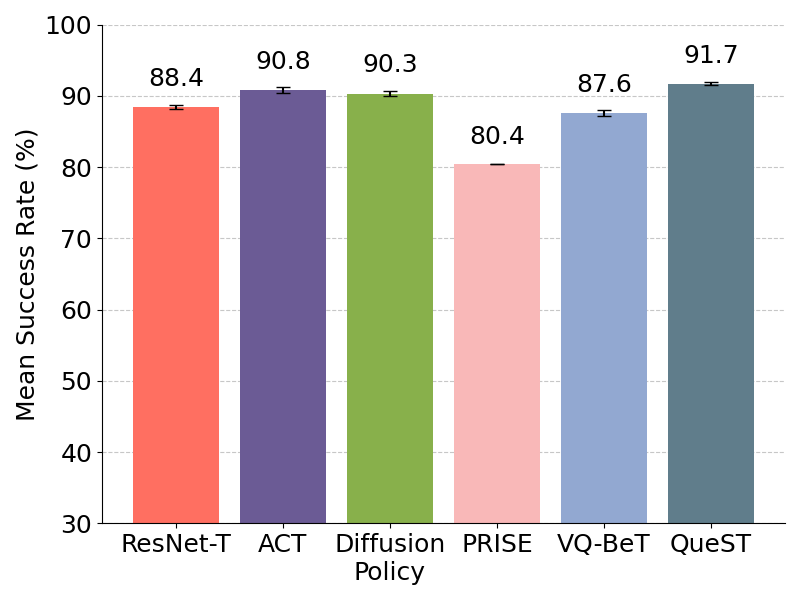 Mean Success Rate (%)
100
90
80
70
60
50
40
30
88.4
90.8
90.3
80.4
87.6
91.7
ResNet-T
ACT
Diffusion
Policy
PRISE
VQ-BeT
QueST